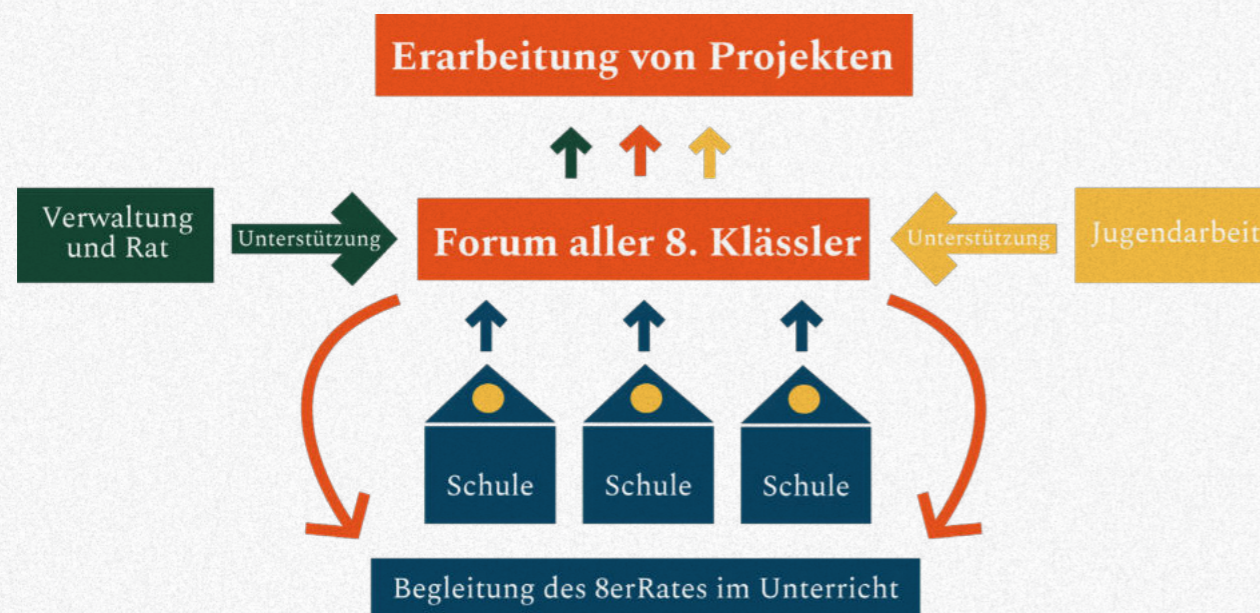 Erarbeitung von Projekten
Verwaltung
und Rat
Unterstützung
Forum aller 8. Klässler
Unterstützung
Jugendarbeit
Schule
Schule
Schule
Begleitung des 8erRates im Unterricht